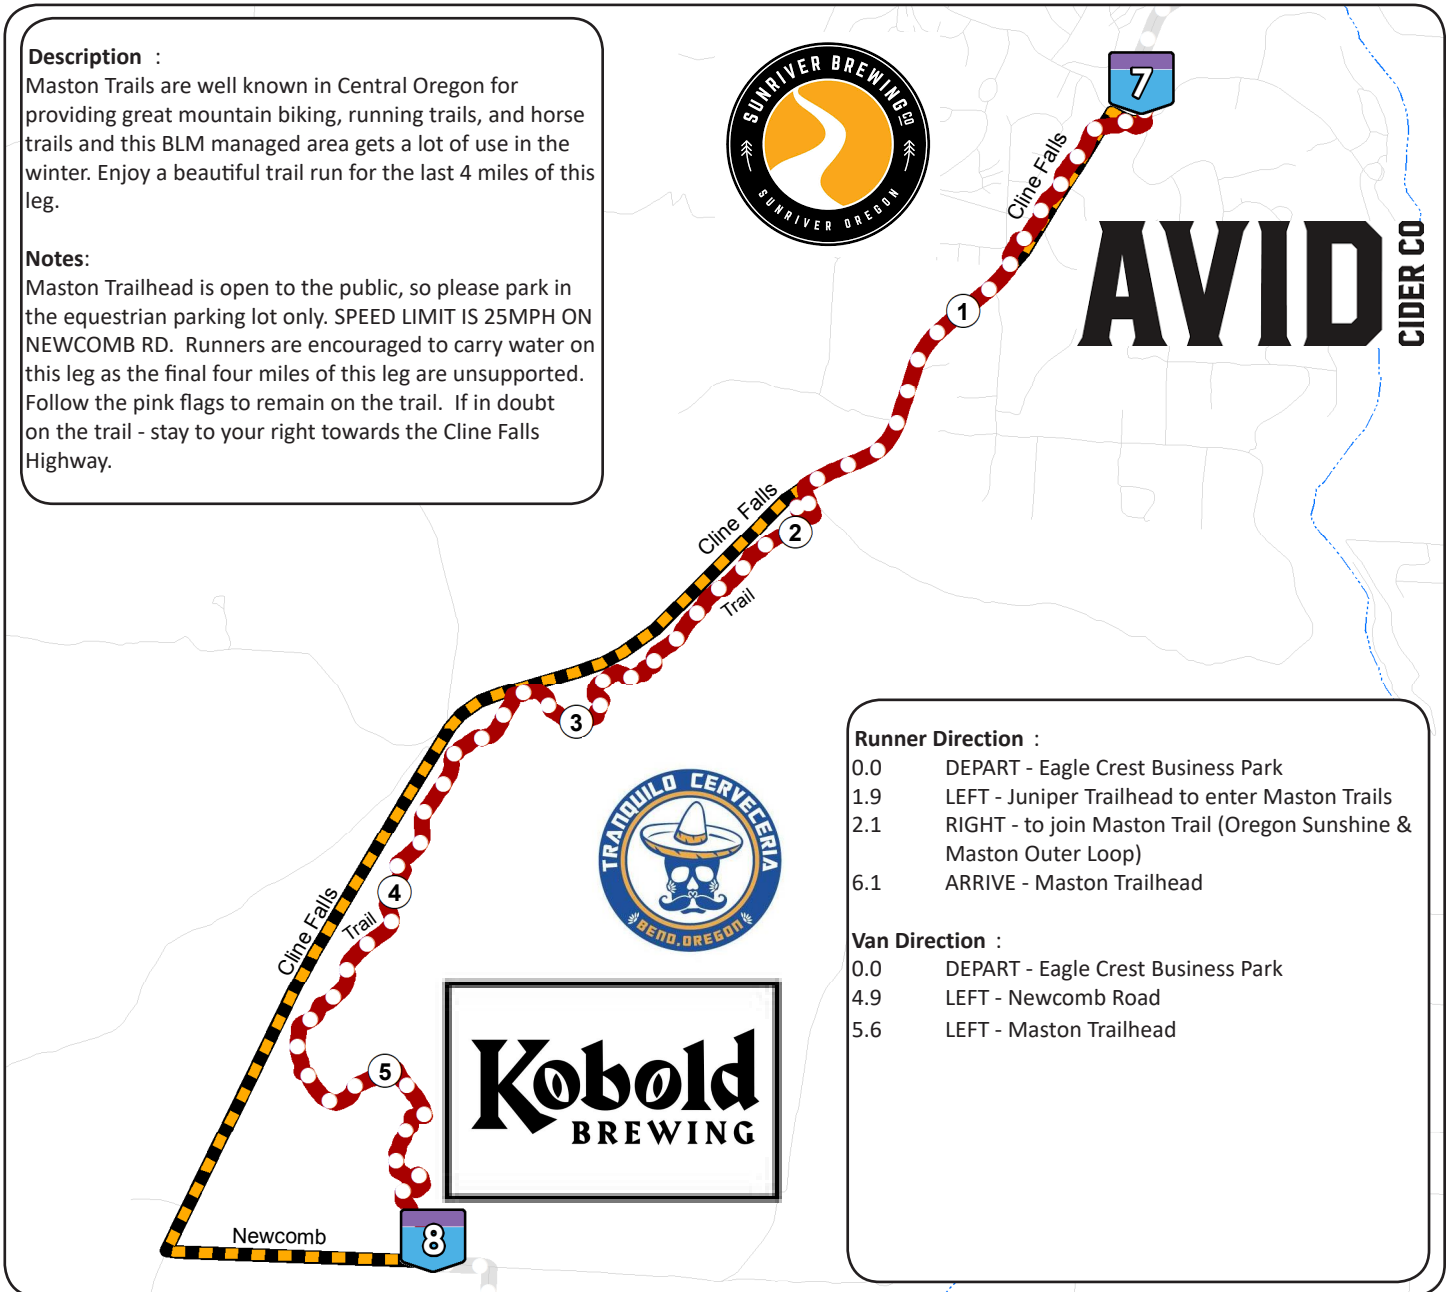 Description :
Maston Trails are well known in Central Oregon for
providing great mountain biking, running trails, and horse
trails and this BLM managed area gets a lot of use in the
winter. Enjoy a beautiful trail run for the last 4 miles of this
leg.
Notes:
Maston Trailhead is open to the public, so please park in
the equestrian parking lot only. SPEED LIMIT IS 25MPH ON
NEWCOMB RD. Runners are encouraged to carry water on
this leg as the final four miles of this leg are unsupported.
Follow the pink flags to remain on the trail. If in doubt
on the trail - stay to your right towards the Cline Falls
Highway.
SUNRIVER BREWING CO
SUNRIVER OREGON
7
Cline Falls
AVID
CIDER CO
1
Cline Falls
2
Trail
3
TRANQUILO CERVECERIA
BEND, OREGON
4
Trail
Cline Falls
Kobold
BREWING
5
Newcomb
8
Runner Direction :
0.0 DEPART - Eagle Crest Business Park
1.9 LEFT - Juniper Trailhead to enter Maston Trails
2.1 RIGHT - to join Maston Trail (Oregon Sunshine &
Maston Outer Loop)
6.1 ARRIVE - Maston Trailhead
Van Direction :
0.0 DEPART - Eagle Crest Business Park
4.9 LEFT - Newcomb Road
5.6 LEFT - Maston Trailhead